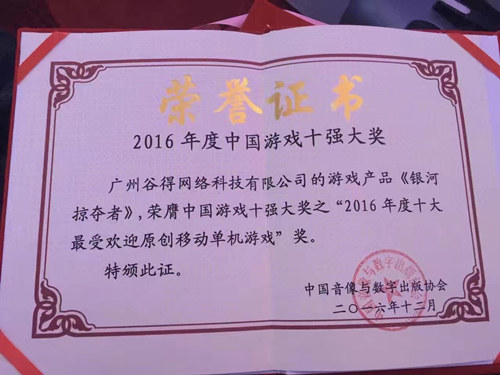 荣誉证书
2016年度中国游戏十强大奖
广州谷得网络科技有限公司的游戏产品《银河
掠夺者》,荣膺中国游戏十强大奖之“2016年度十大
最受欢迎原创移动单机游戏”奖。
特颁此证。
中国音像与数字出版协会
二〇一六年十二月